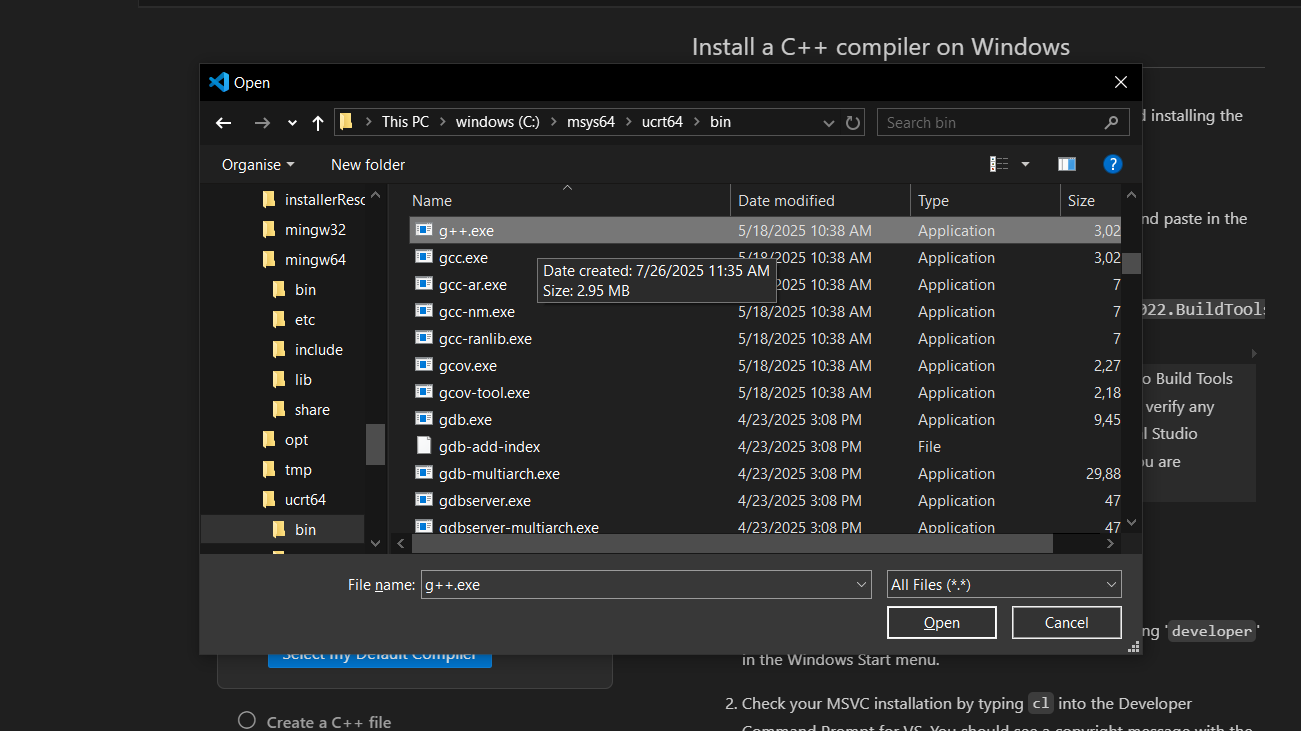 Install a C++ compiler on Windows
Open
This PC > windows (C:) > msys64 > ucrt64 > bin
Search bin
installing the
Organise
New folder
installerResc
mingw32
mingw64
bin
etc
include
lib
share
opt
tmp
ucrt64
bin
Name Date modified Type Size
g++.exe 5/18/2025 10:38 AM Application 3,02
gcc.exe 5/18/2025 10:38 AM Application 3,02
Date created: 7/26/2025 11:35 AM
Size: 2.95 MB
gcc-ar.exe 2025 10:38 AM Application 7
gcc-nm.exe 5/18/2025 10:38 AM Application 7
gcc-ranlib.exe 5/18/2025 10:38 AM Application 7
gcov.exe 5/18/2025 10:38 AM Application 2,27
gcov-tool.exe 5/18/2025 10:38 AM Application 2,18
gdb.exe 4/23/2025 3:08 PM Application 9,45
gdb-add-index 4/23/2025 3:08 PM File
gdb-multiarch.exe 4/23/2025 3:08 PM Application 29,88
gdbserver.exe 4/23/2025 3:08 PM Application 47
gdbserver-multiarch.exe 4/23/2025 3:08 PM Application 47
nd paste in the
022.BuildTools
o Build Tools
verify any
l Studio
ou are
File name: g++.exe
All Files (*.*)
Open
Cancel
ng 'developer'
in the Windows Start menu.
Select my Default Compiler
2. Check your MSVC installation by typing cl into the Developer
Command Prompt for VS. You should see a copyright message with the
Create a C++ file